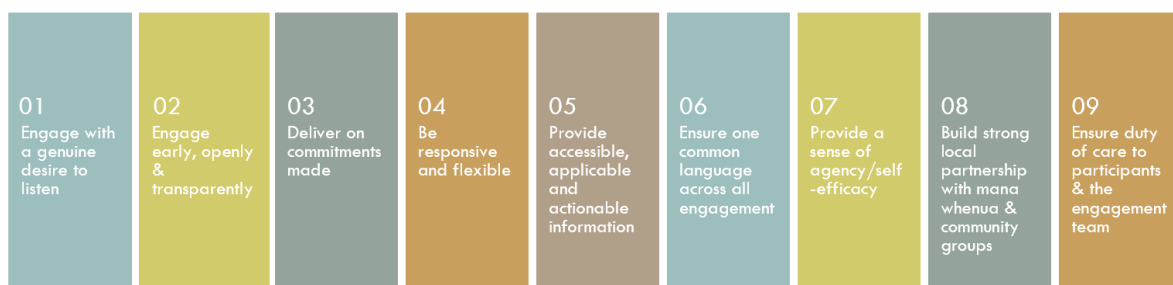 01
Engage with
a genuine
desire to
listen
02
Engage
early, openly
&
transparently
03
Deliver on
commitments
made
04
Be
responsive
and flexible
05
Provide
accessible,
applicable
and
actionable
information
06
Ensure one
common
language
across all
engagement
07
Provide a
sense of
agency/self
-efficacy
08
Build strong
local
partnership
with mana
whenua &
community
groups
09
Ensure duty
of care to
participants
& the
engagement
team